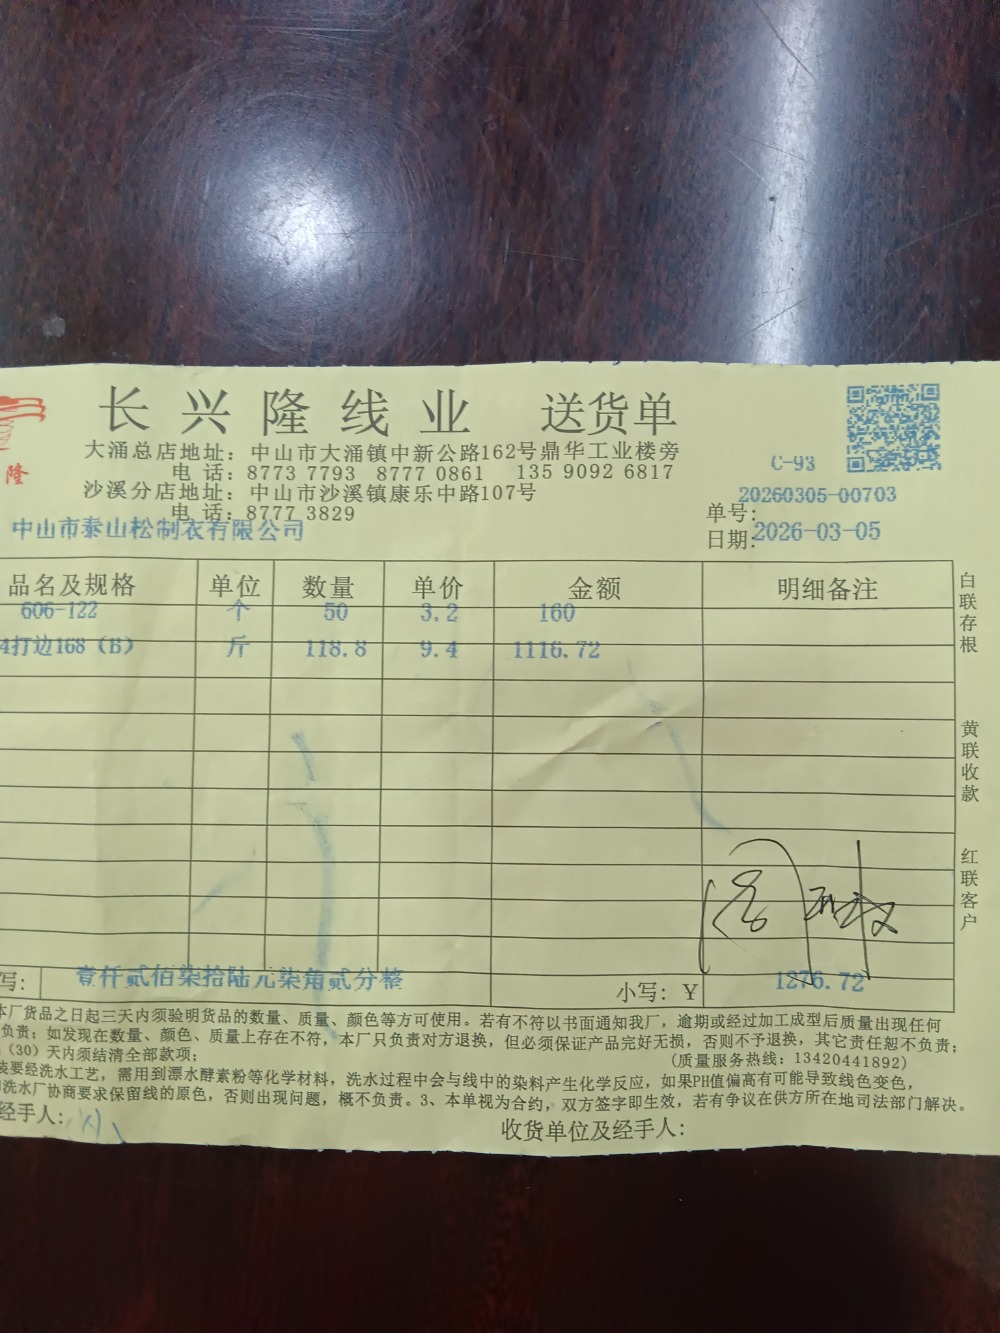 隆
长兴隆线业 送货单
大涌总店地址：中山市大涌镇中新公路162号鼎华工业楼旁
电 话：8773 7793 8777 0861 135 9092 6817
沙溪分店地址：中山市沙溪镇康乐中路107号
电 话：8777 3829
C-93
20260305-00703
单号：
日期：2026-03-05
中山市泰山松制衣有限公司
品名及规格 单位 数量 单价 金额 明细备注
606-122 个 50 3.2 160
4打边168（B） 斤 118.8 9.4 1116.72
白联存根
黄联收款
红联客户
写： 壹仟贰佰柒拾陆元柒角贰分整 小写：￥ 1276.72
本厂货品之日起三天内须验明货品的数量、质量、颜色等方可使用。若有不符以书面通知我厂，逾期或经过加工成型后质量出现任何
负责；如发现在数量、颜色、质量上存在不符，本厂只负责对方退换，但必须保证产品完好无损，否则不予退换，其它责任恕不负责；
（30）天内须结清全部款项； （质量服务热线：13420441892）
要经洗水工艺，需用到漂水酵素粉等化学材料，洗水过程中会与线中的染料产生化学反应，如果PH值偏高有可能导致线色变色，
洗水厂协商要求保留线的原色，否则出现问题，概不负责。3、本单视为合约，双方签字即生效，若有争议在供方所在地司法部门解决。
经手人： 收货单位及经手人：